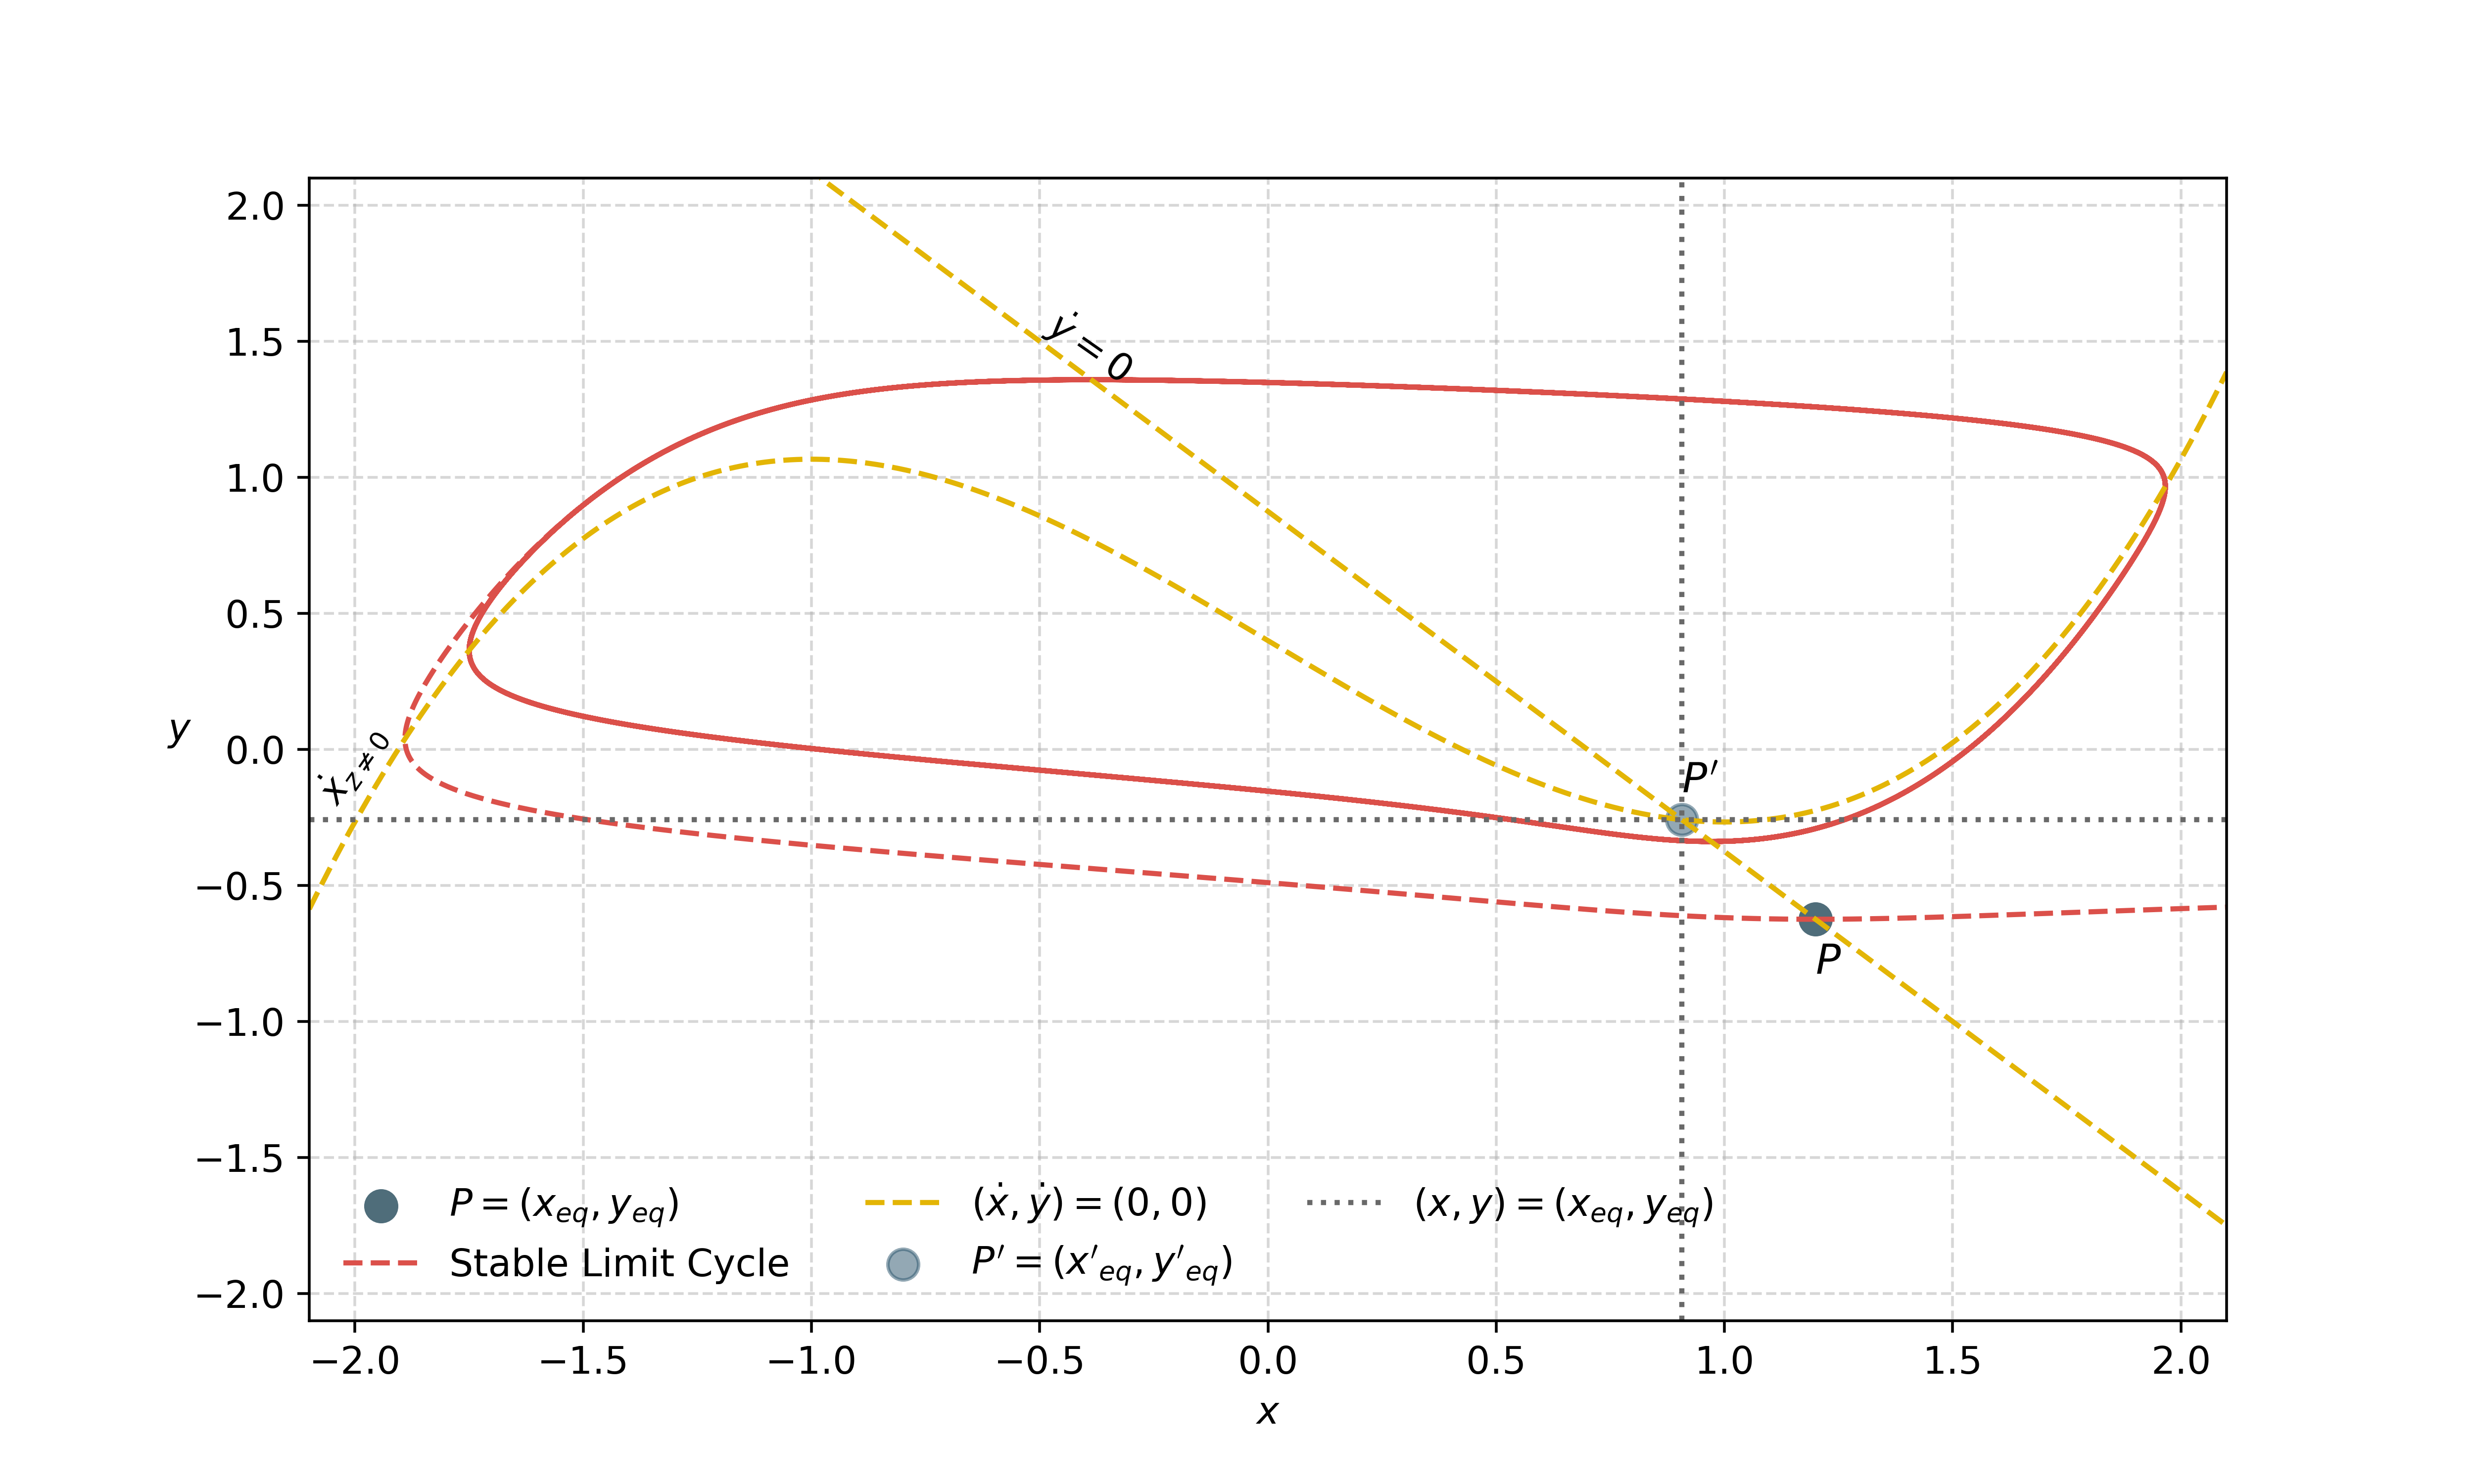 2.0
1.5
1.0
0.5
0.0
−0.5
−1.0
−1.5
−2.0
y
ẏ = 0
ẋ_{z≠0}
P′
P
P = (x_{eq}, y_{eq})
Stable Limit Cycle
(ẋ, ẏ) = (0, 0)
P′ = (x′_{eq}, y′_{eq})
(x, y) = (x_{eq}, y_{eq})
−2.0 −1.5 −1.0 −0.5 0.0 0.5 1.0 1.5 2.0
x